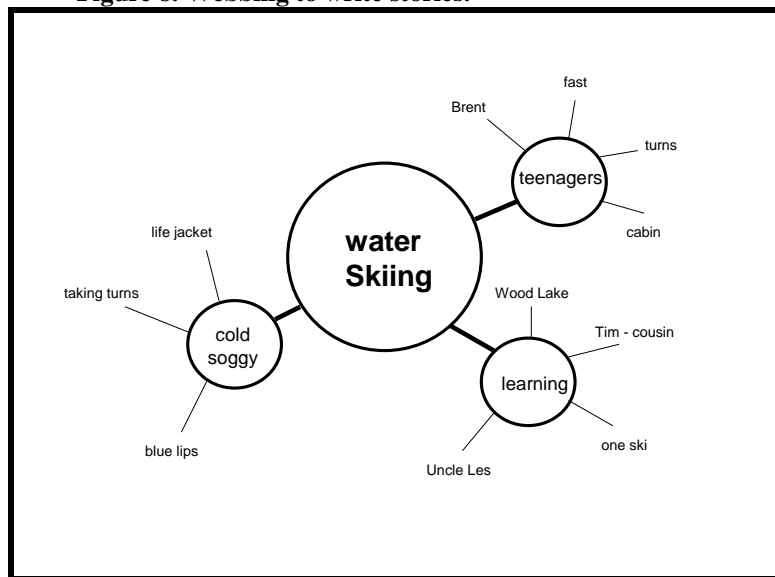 Figure 8. Webbing to write stories.
fast
Brent
turns
teenagers
cabin
water
Skiing
life jacket
taking turns
cold
soggy
blue lips
Wood Lake
Tim - cousin
learning
one ski
Uncle Les